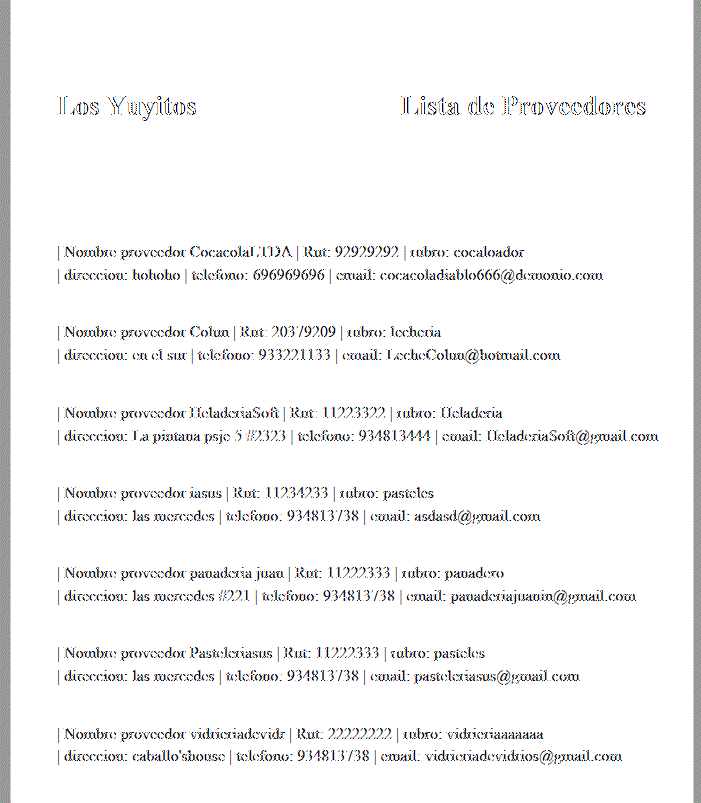 Los Yuyitos Lista de Proveedores
| Nombre proveedor CocacolaLTDA | Rut: 92929292 | rubro: cocaloador
| direccion: hohoho | telefono: 696969696 | email: cocacoladiablo666@demonio.com
| Nombre proveedor Colun | Rut: 20379209 | rubro: lecheria
| direccion: en el sur | telefono: 933221133 | email: LecheColun@hotmail.com
| Nombre proveedor HeladeriaSoft | Rut: 11223322 | rubro: Heladeria
| direccion: La pintana psje 5 #2323 | telefono: 934813444 | email: HeladeriaSoft@gmail.com
| Nombre proveedor iasus | Rut: 11234233 | rubro: pasteles
| direccion: las mercedes | telefono: 934813738 | email: asdasd@gmail.com
| Nombre proveedor panaderia juan | Rut: 11222333 | rubro: panadero
| direccion: las mercedes #221 | telefono: 934813738 | email: panaderiajuanin@gmail.com
| Nombre proveedor Pasteleriasus | Rut: 11222333 | rubro: pasteles
| direccion: las mercedes | telefono: 934813738 | email: pasteleriasus@gmail.com
| Nombre proveedor vidrieriadevidr | Rut: 22222222 | rubro: vidrieriaaaaaaa
| direccion: caballo'shouse | telefono: 934813738 | email: vidrieriadevidrios@gmail.com